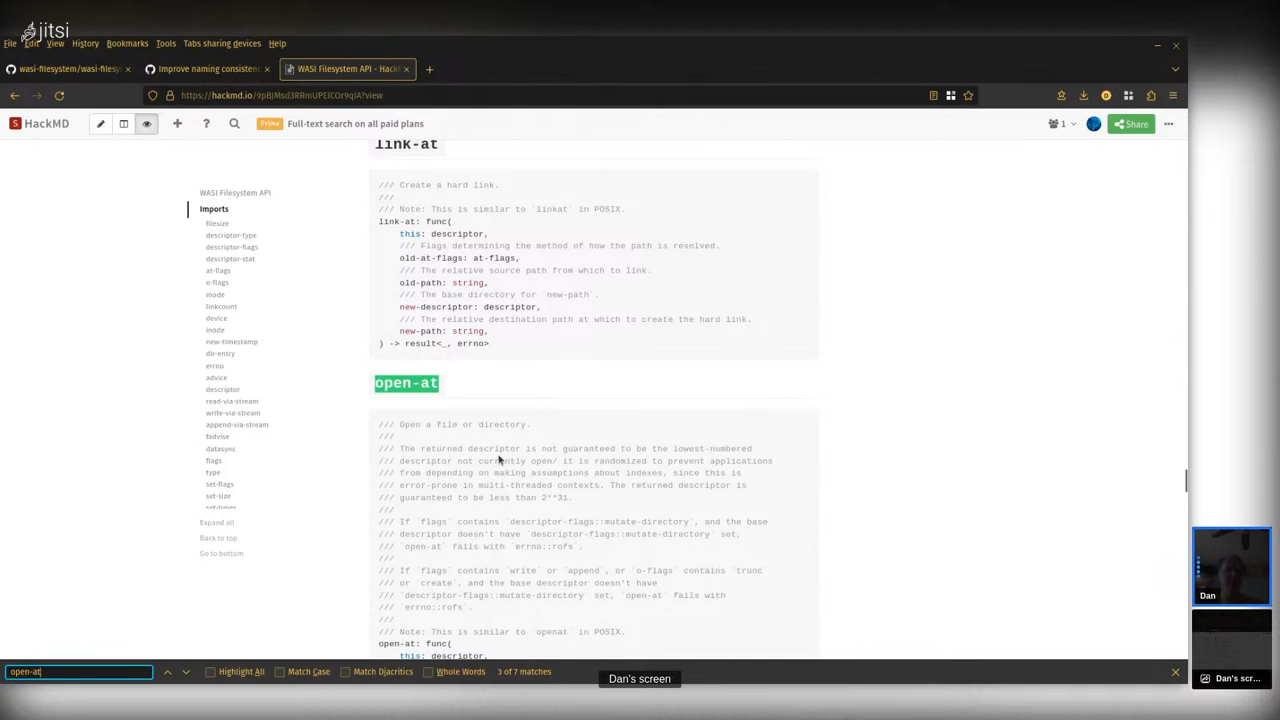 jitsi
File Edit View History Bookmarks Tools Tabs sharing devices Help
wasi-filesystem/wasi-filesy
Improve naming consistenc
WASI Filesystem API - Hack
https://hackmd.io/9pBJMsd3RRmUPElCOr9qIA?view
HackMD
Prime Full-text search on all paid plans
1
Share
link-at
/// Create a hard link.
///
/// Note: This is similar to `linkat` in POSIX.
link-at: func(
this: descriptor,
/// Flags determining the method of how the path is resolved.
old-at-flags: at-flags,
/// The relative source path from which to link.
old-path: string,
/// The base directory for `new-path`.
new-descriptor: descriptor,
/// The relative destination path at which to create the hard link.
new-path: string,
) -> result<_, errno>
open-at
/// Open a file or directory.
///
/// The returned descriptor is not guaranteed to be the lowest-numbered
/// descriptor not currently open/ it is randomized to prevent applications
/// from depending on making assumptions about indexes, since this is
/// error-prone in multi-threaded contexts. The returned descriptor is
/// guaranteed to be less than 2**31.
///
/// If `flags` contains `descriptor-flags::mutate-directory`, and the base
/// descriptor doesn't have `descriptor-flags::mutate-directory` set,
/// `open-at` fails with `errno::rofs`.
///
/// If `flags` contains `write` or `append`, or `o-flags` contains `trunc`
/// or `create`, and the base descriptor doesn't have
/// `descriptor-flags::mutate-directory` set, `open-at` fails with
/// `errno::rofs`.
///
/// Note: This is similar to `openat` in POSIX.
open-at: func(
this: descriptor,
WASI Filesystem API
Imports
filesize
descriptor-type
descriptor-flags
descriptor-stat
at-flags
o-flags
mode
linkcount
device
inode
new-timestamp
dir-entry
errno
advice
descriptor
read-via-stream
write-via-stream
append-via-stream
fadvise
datasync
flags
type
set-flags
set-size
set-times
Expand all
Back to top
Go to bottom
open-at
Highlight All
Match Case
Match Diacritics
Whole Words
3 of 7 matches
Dan's screen
Dan
Dan's scr...